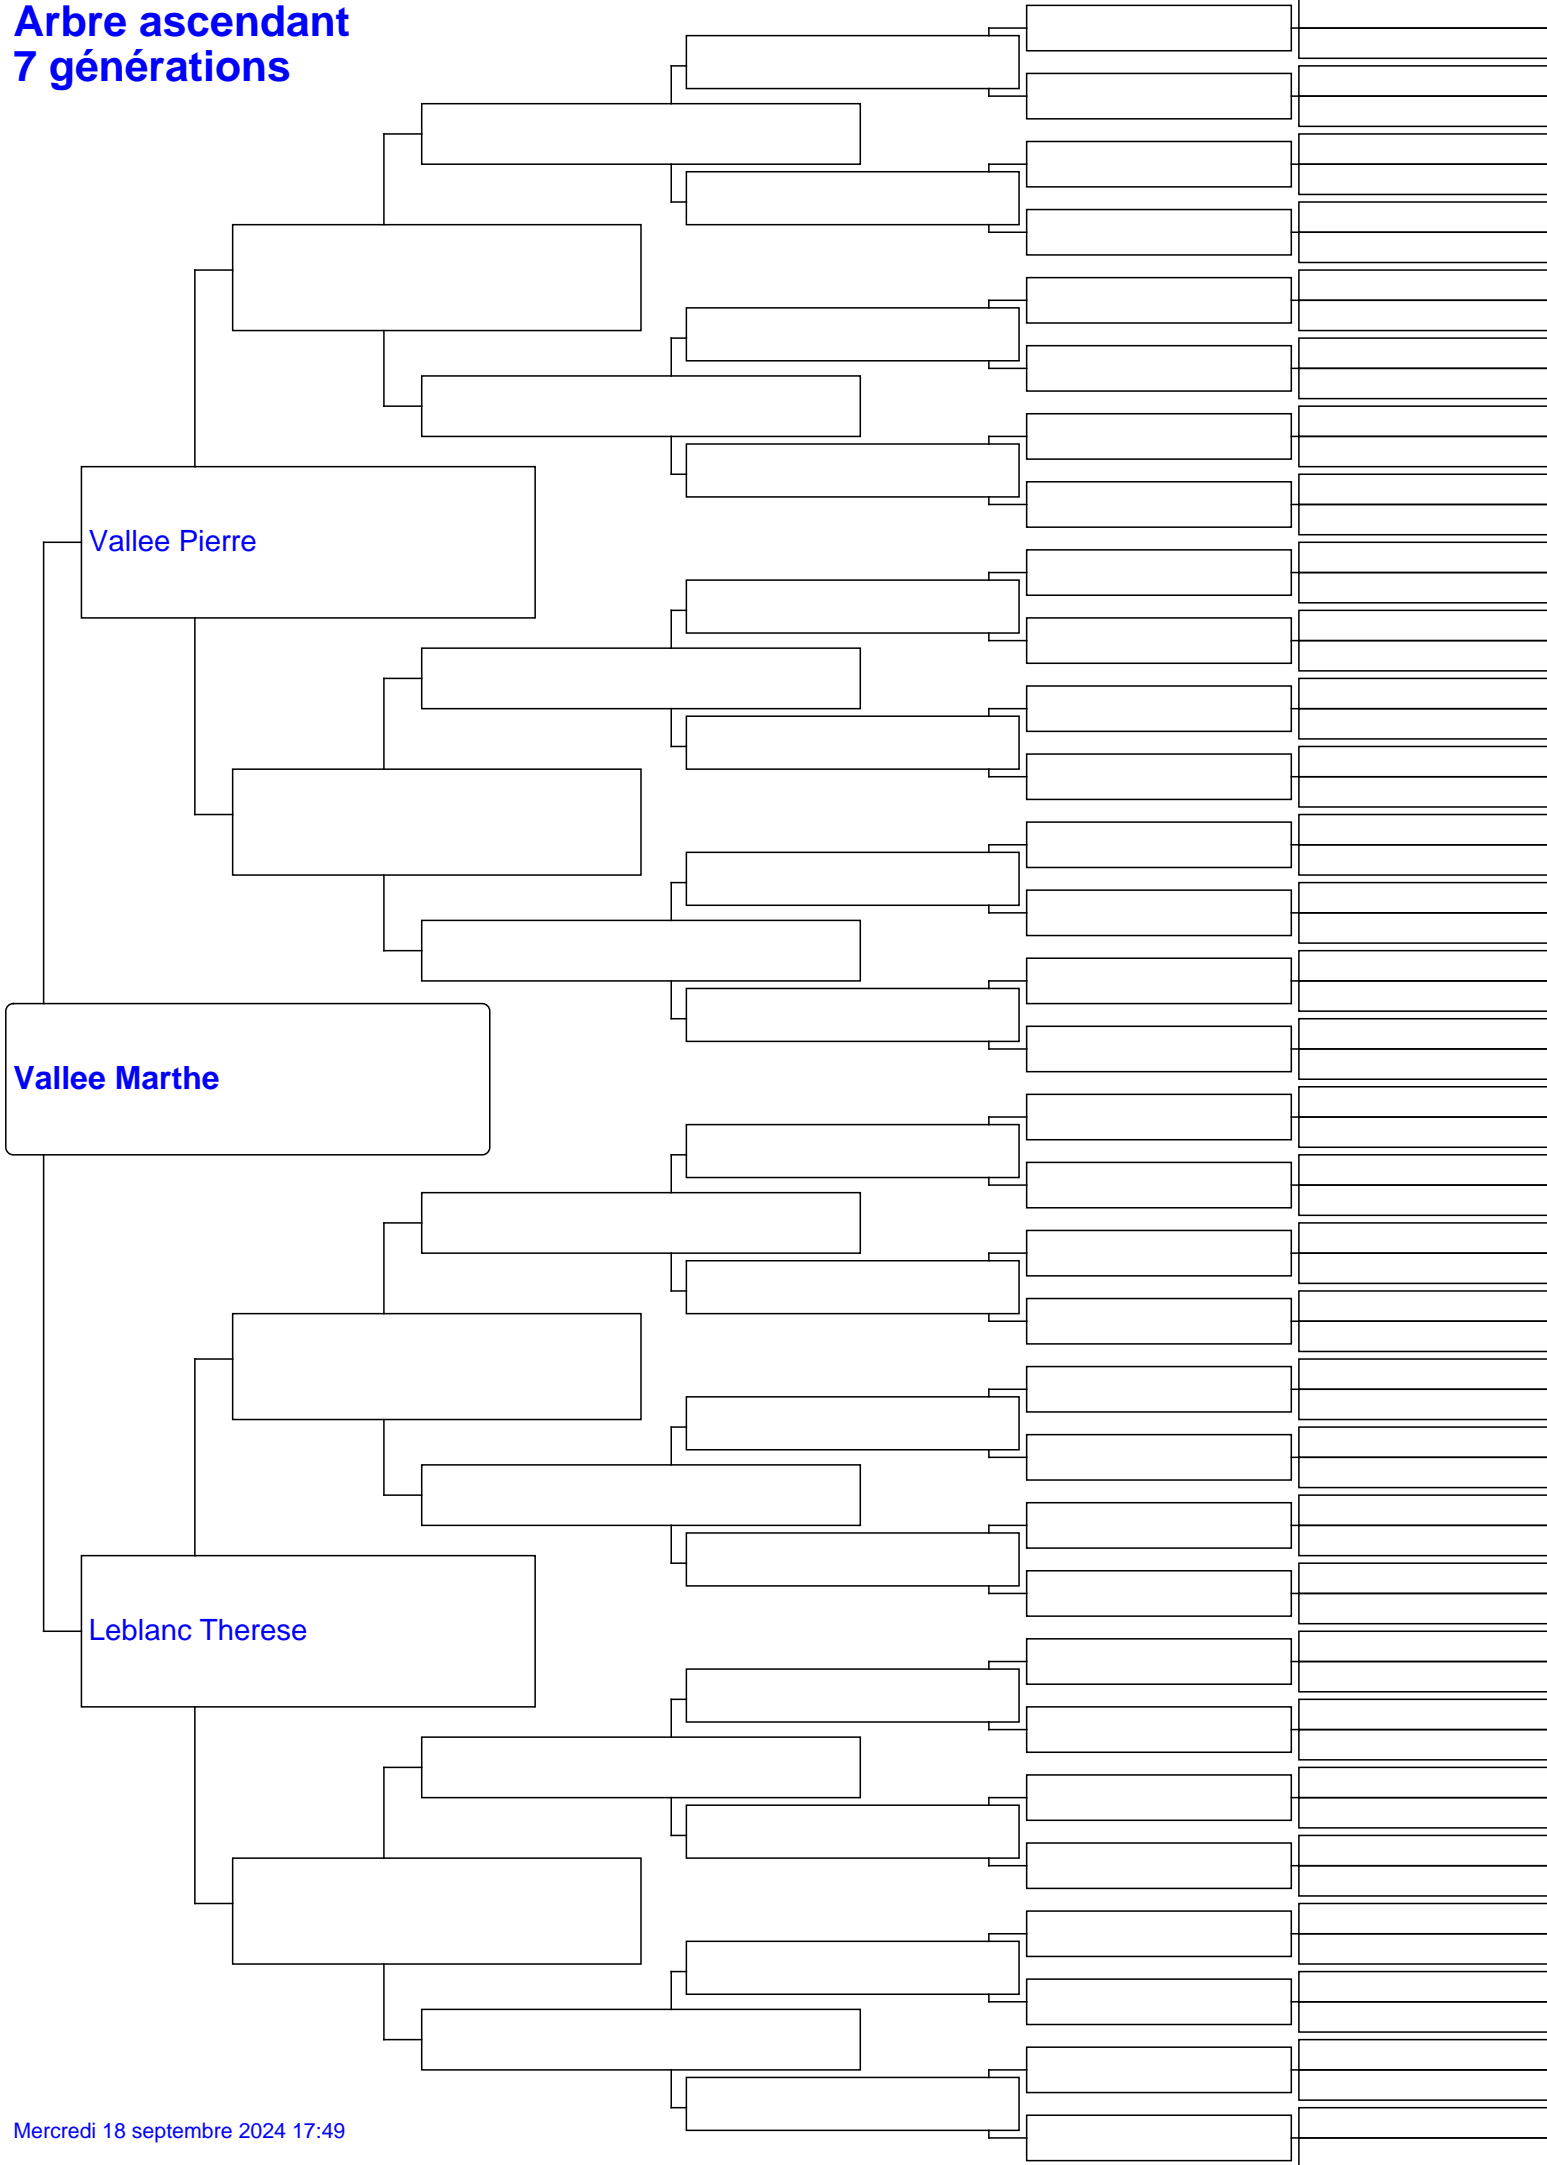 Arbre ascendant
7 générations
Vallee Pierre
Vallee Marthe
Leblanc Therese
Mercredi 18 septembre 2024 17:49